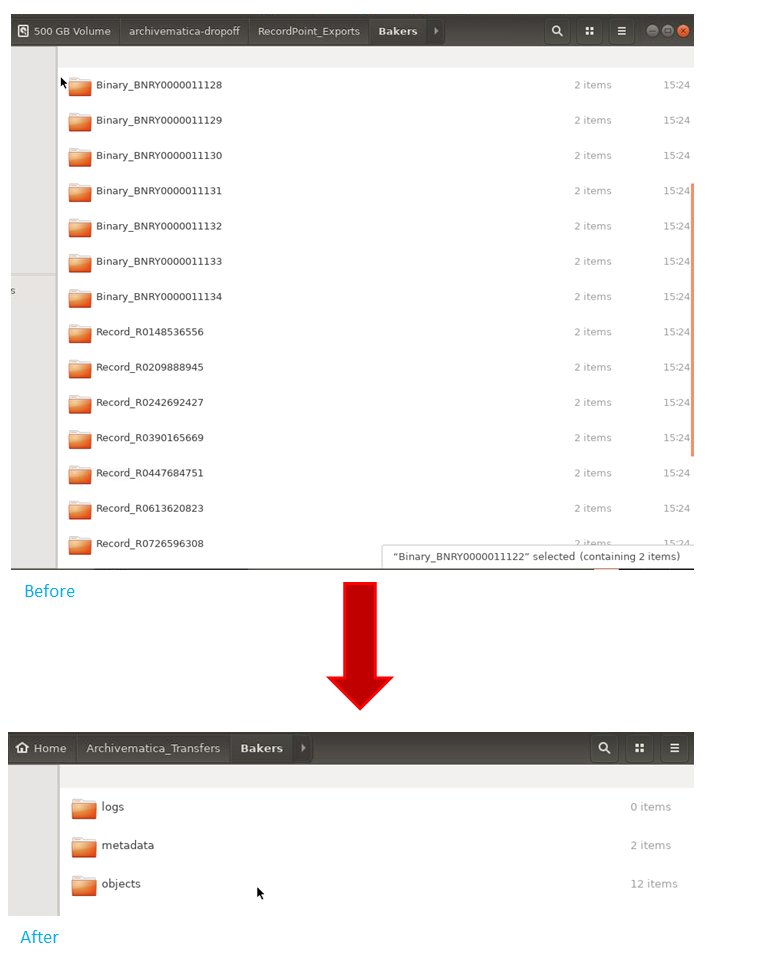 500 GB Volume archivematica-dropoff RecordPoint_Exports Bakers
Binary_BNRY0000011128 2 items 15:24
Binary_BNRY0000011129 2 items 15:24
Binary_BNRY0000011130 2 items 15:24
Binary_BNRY0000011131 2 items 15:24
Binary_BNRY0000011132 2 items 15:24
Binary_BNRY0000011133 2 items 15:24
s
Binary_BNRY0000011134 2 items 15:24
Record_R0148536556 2 items 15:24
Record_R0209888945 2 items 15:24
Record_R0242692427 2 items 15:24
Record_R0390165669 2 items 15:24
Record_R0447684751 2 items 15:24
Record_R0613620823 2 items 15:24
Record_R0726596308 2 items 15:24
“Binary_BNRY0000011122” selected (containing 2 items)
Before
Home Archivematica_Transfers Bakers
logs 0 items
metadata 2 items
objects 12 items
After